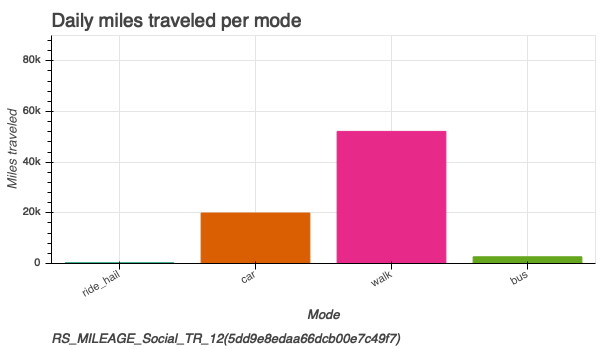 Daily miles traveled per mode
80k
60k
40k
20k
0
Miles traveled
ride_hail
car
walk
bus
Mode
RS_MILEAGE_Social_TR_12(5dd9e8edaa66dcb00e7c49f7)